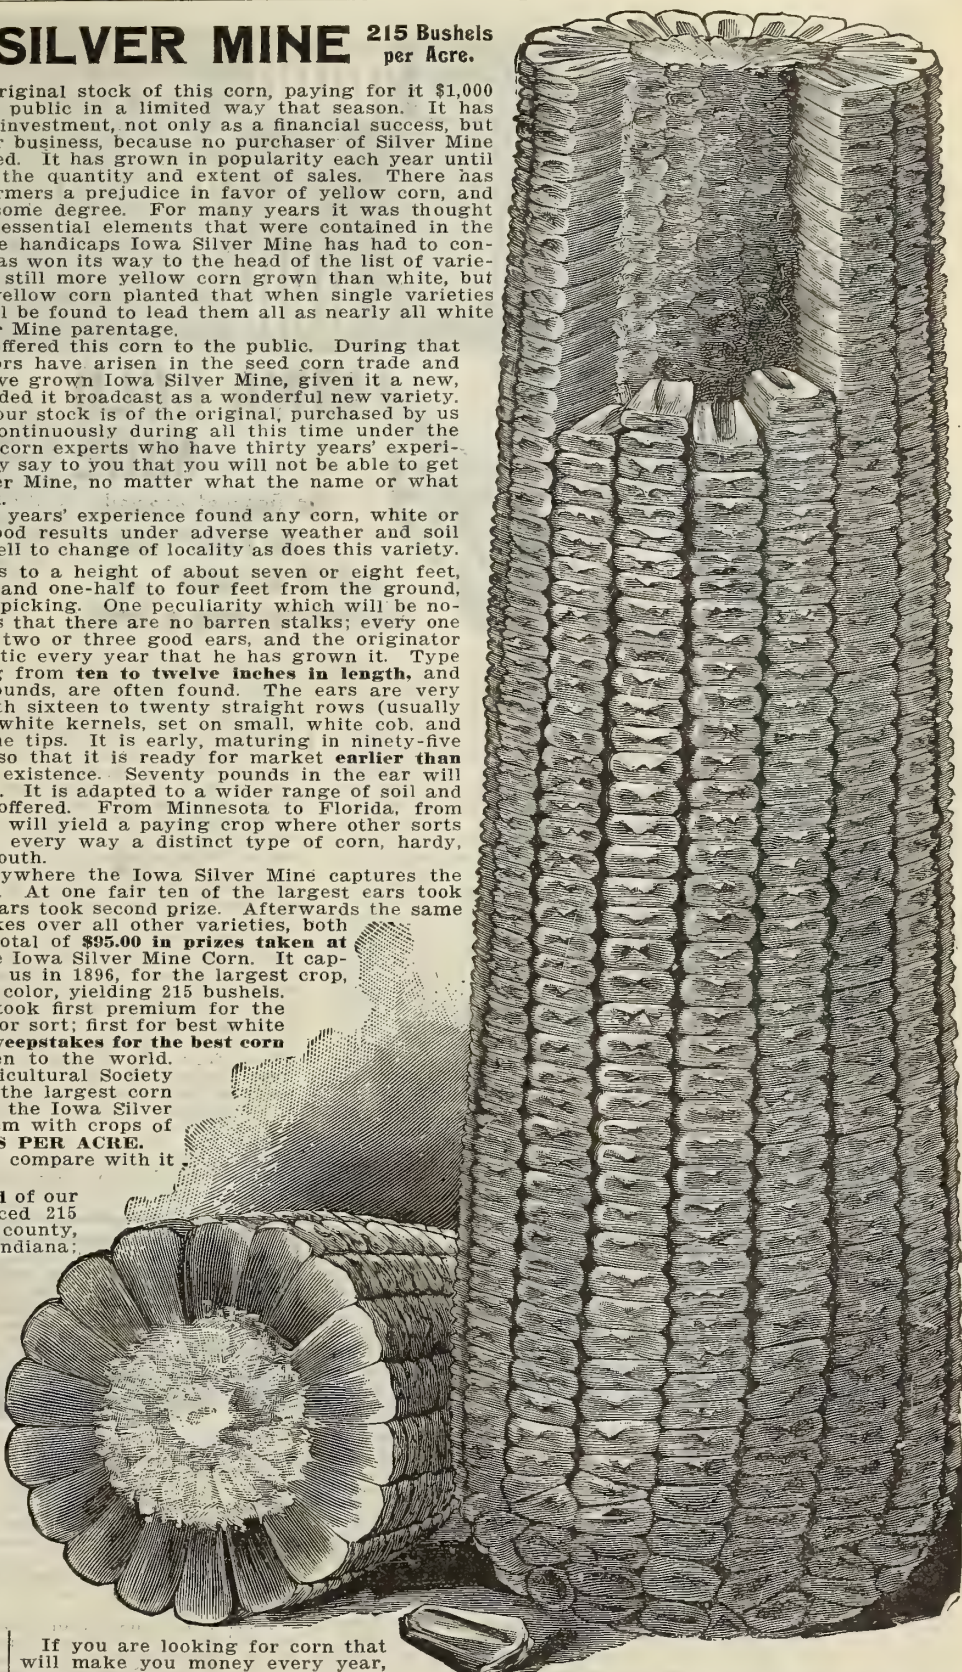 SILVER MINE 215 Bushels
per Acre.
riginal stock of this corn, paying for it $1,000
public in a limited way that season. It has
investment, not only as a financial success, but
r business, because no purchaser of Silver Mine
ed. It has grown in popularity each year until
the quantity and extent of sales. There has
rmers a prejudice in favor of yellow corn, and
some degree. For many years it was thought
essential elements that were contained in the
e handicaps Iowa Silver Mine has had to con-
as won its way to the head of the list of varie-
still more yellow corn grown than white, but
yellow corn planted that when single varieties
l be found to lead them all as nearly all white
r Mine parentage.
ffered this corn to the public. During that
ors have arisen in the seed corn trade and
ve grown Iowa Silver Mine, given it a new,
ded it broadcast as a wonderful new variety.
our stock is of the original, purchased by us
ontinuously during all this time under the
corn experts who have thirty years' experi-
y say to you that you will not be able to get
er Mine, no matter what the name or what
years' experience found any corn, white or
ood results under adverse weather and soil
ell to change of locality as does this variety.
s to a height of about seven or eight feet,
and one-half to four feet from the ground,
picking. One peculiarity which will be no-
s that there are no barren stalks; every one
two or three good ears, and the originator
tic every year that he has grown it. Type
g from ten to twelve inches in length, and
ounds, are often found. The ears are very
th sixteen to twenty straight rows (usually
white kernels, set on small, white cob, and
he tips. It is early, maturing in ninety-five
so that it is ready for market earlier than
existence. Seventy pounds in the ear will
. It is adapted to a wider range of soil and
offered. From Minnesota to Florida, from
will yield a paying crop where other sorts
every way a distinct type of corn, hardy,
outh.
ywhere the Iowa Silver Mine captures the
. At one fair ten of the largest ears took
ars took second prize. Afterwards the same
kes over all other varieties, both
otal of $95.00 in prizes taken at
e Iowa Silver Mine Corn. It cap-
us in 1896, for the largest crop,
color, yielding 215 bushels.
took first premium for the
or sort; first for best white
weepstakes for the best corn
en to the world.
icultural Society
the largest corn
the Iowa Silver
m with crops of
S PER ACRE.
compare with it
d of our
ced 215
county,
ndiana;
If you are looking for corn that
will make you money every year,